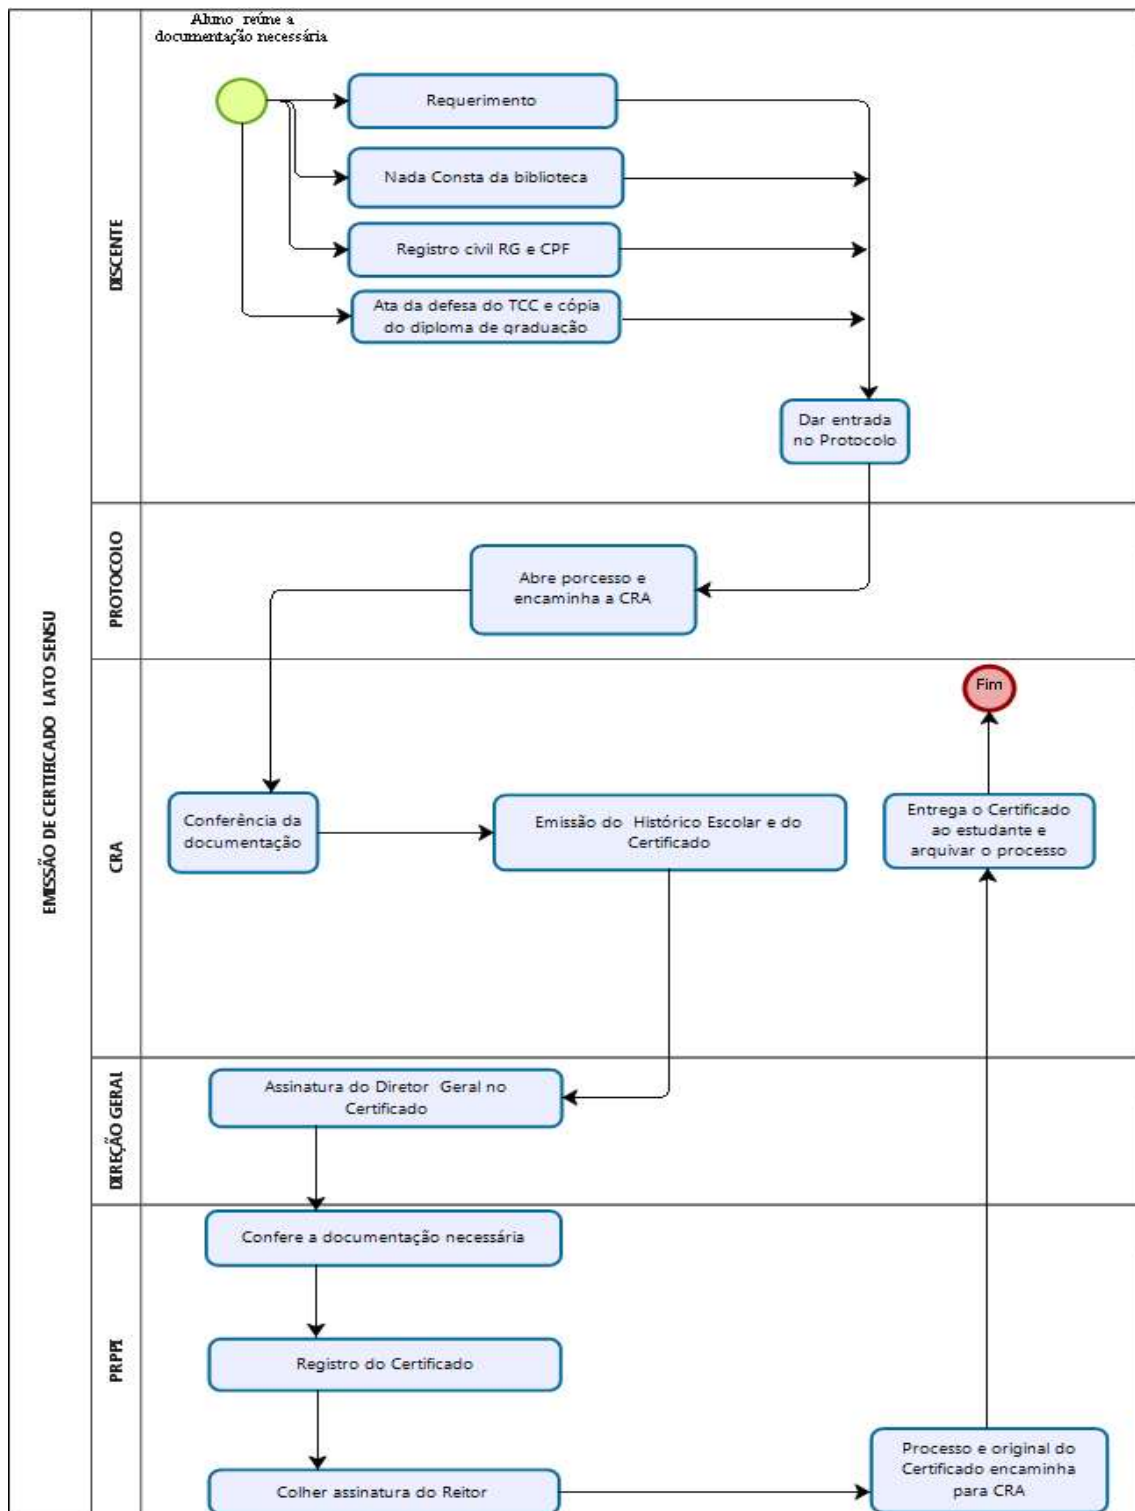 Aluno reúne a
documentação necessária
Requerimento
Nada Consta da biblioteca
Registro civil RG e CPF
Ata da defesa do TCC e cópia
do diploma de graduação
Dar entrada
no Protocolo
DISCENTE
Abre porcesso e
encaminha a CRA
PROTOCOLO
EMISSÃO DE CERTIFICADO LATO SENSU
Fim
Conferência da
documentação
Emissão do Histórico Escolar e do
Certificado
Entrega o Certificado
ao estudante e
arquivar o processo
CRA
Assinatura do Diretor Geral no
Certificado
DIREÇÃO GERAL
Confere a documentação necessária
Registro do Certificado
PRPPI
Colher assinatura do Reitor
Processo e original do
Certificado encaminha
para CRA